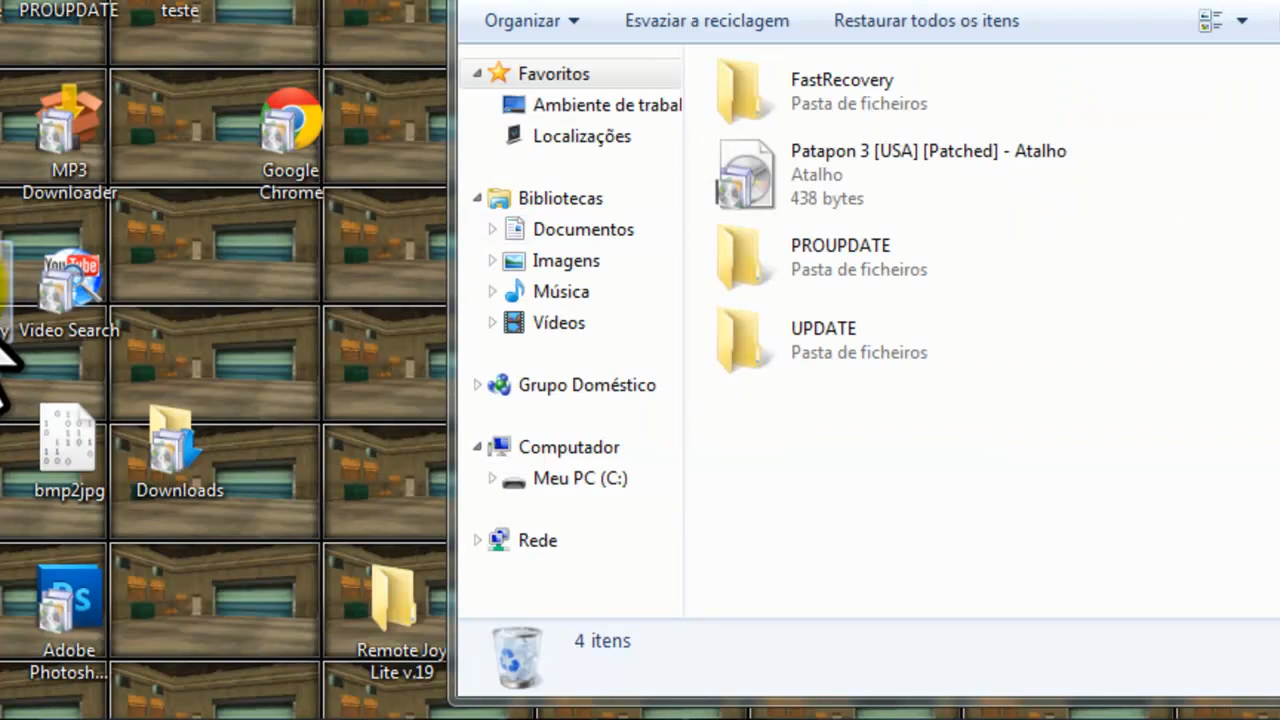 PROUPDATE
teste
MP3
Downloader
Google
Chrome
YouTube
y
Video Search
bmp2jpg
Downloads
Ps
Adobe
Photosh...
Remote Joy
Lite v.19
Organizar
Esvaziar a reciclagem
Restaurar todos os itens
Favoritos
Ambiente de trabal
Localizações
Bibliotecas
Documentos
Imagens
Música
Vídeos
Grupo Doméstico
Computador
Meu PC (C:)
Rede
FastRecovery
Pasta de ficheiros
Patapon 3 [USA] [Patched] - Atalho
Atalho
438 bytes
PROUPDATE
Pasta de ficheiros
UPDATE
Pasta de ficheiros
4 itens